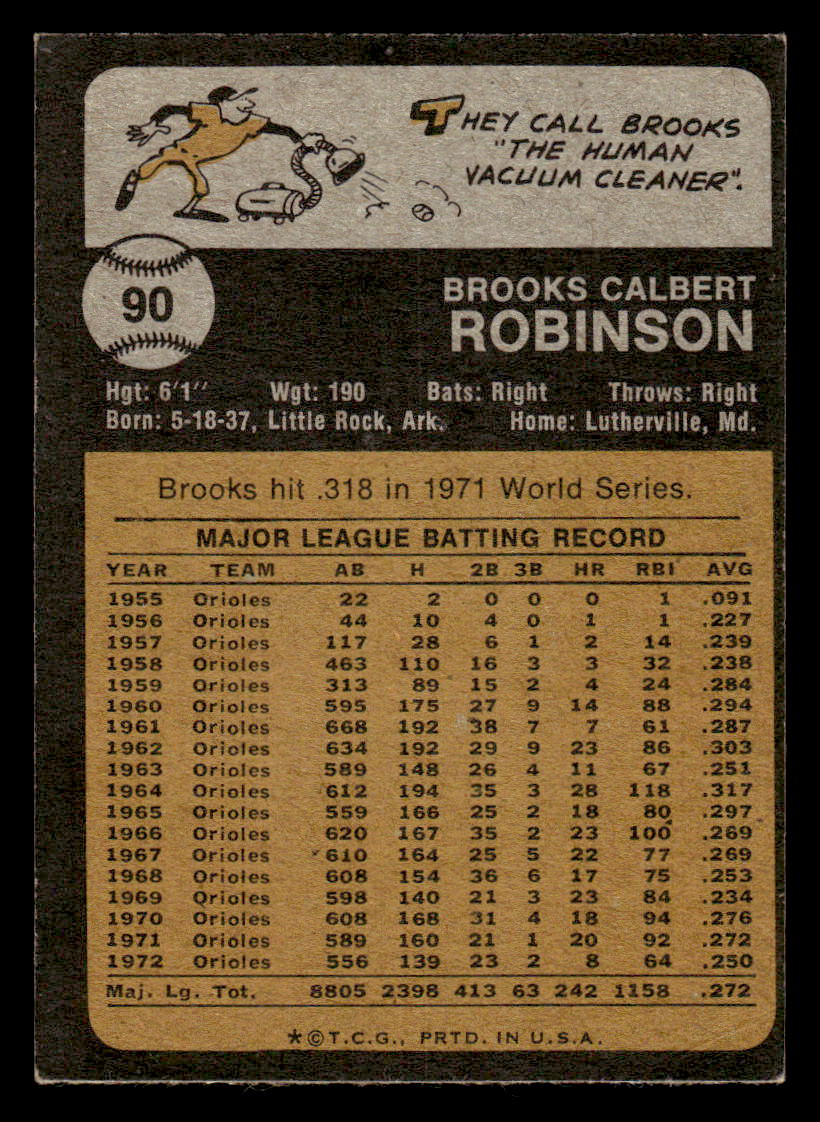 THEY CALL BROOKS
"THE HUMAN
VACUUM CLEANER".
90
BROOKS CALBERT
ROBINSON
Hgt: 6'1" Wgt: 190 Bats: Right Throws: Right
Born: 5-18-37, Little Rock, Ark. Home: Lutherville, Md.
Brooks hit .318 in 1971 World Series.
MAJOR LEAGUE BATTING RECORD
YEAR TEAM AB H 2B 3B HR RBI AVG
1955 Orioles 22 2 0 0 0 1 .091
1956 Orioles 44 10 4 0 1 1 .227
1957 Orioles 117 28 6 1 2 14 .239
1958 Orioles 463 110 16 3 3 32 .238
1959 Orioles 313 89 15 2 4 24 .284
1960 Orioles 595 175 27 9 14 88 .294
1961 Orioles 668 192 38 7 7 61 .287
1962 Orioles 634 192 29 9 23 86 .303
1963 Orioles 589 148 26 4 11 67 .251
1964 Orioles 612 194 35 3 28 118 .317
1965 Orioles 559 166 25 2 18 80 .297
1966 Orioles 620 167 35 2 23 100 .269
1967 Orioles 610 164 25 5 22 77 .269
1968 Orioles 608 154 36 6 17 75 .253
1969 Orioles 598 140 21 3 23 84 .234
1970 Orioles 608 168 31 4 18 94 .276
1971 Orioles 589 160 21 1 20 92 .272
1972 Orioles 556 139 23 2 8 64 .250
Maj. Lg. Tot. 8805 2398 413 63 242 1158 .272
*©T.C.G., PRTD. IN U.S.A.